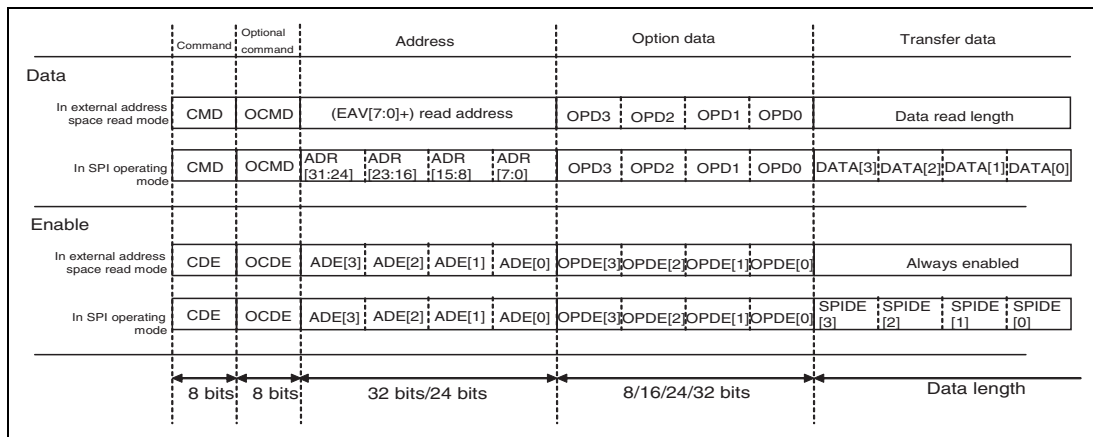 Command Optional command Address Option data Transfer data
Data
In external address space read mode CMD OCMD (EAV[7:0]+) read address OPD3 OPD2 OPD1 OPD0 Data read length
In SPI operating mode CMD OCMD ADR [31:24] ADR [23:16] ADR [15:8] ADR [7:0] OPD3 OPD2 OPD1 OPD0 DATA[3] DATA[2] DATA[1] DATA[0]
Enable
In external address space read mode CDE OCDE ADE[3] ADE[2] ADE[1] ADE[0] OPDE[3] OPDE[2] OPDE[1] OPDE[0] Always enabled
In SPI operating mode CDE OCDE ADE[3] ADE[2] ADE[1] ADE[0] OPDE[3] OPDE[2] OPDE[1] OPDE[0] SPIDE [3] SPIDE [2] SPIDE [1] SPIDE [0]
8 bits 8 bits 32 bits/24 bits 8/16/24/32 bits Data length